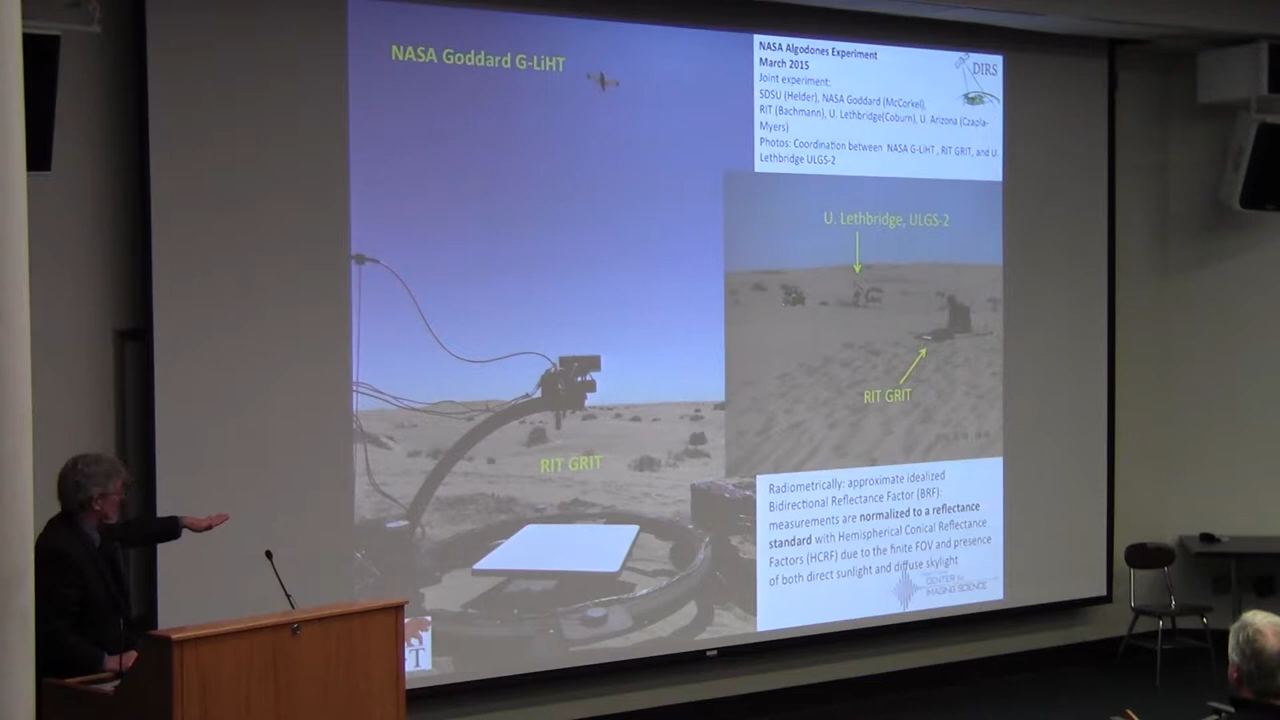 NASA Goddard G-LiHT
NASA Algodones Experiment
March 2015
Joint experiment:
SDSU (Helder), NASA Goddard (McCorkel),
RIT (Bachmann), U. Lethbridge(Coburn), U. Arizona (Czapla-
Myers)
Photos: Coordination between NASA G-LiHT , RIT GRIT, and U.
Lethbridge ULGS-2
DIRS
U. Lethbridge, ULGS-2
RIT GRIT
RIT GRIT
Radiometrically: approximate idealized
Bidirectional Reflectance Factor (BRF):
measurements are normalized to a reflectance
standard with Hemispherical Conical Reflectance
Factors (HCRF) due to the finite FOV and presence
of both direct sunlight and diffuse skylight
CENTER for
IMAGING SCIENCE